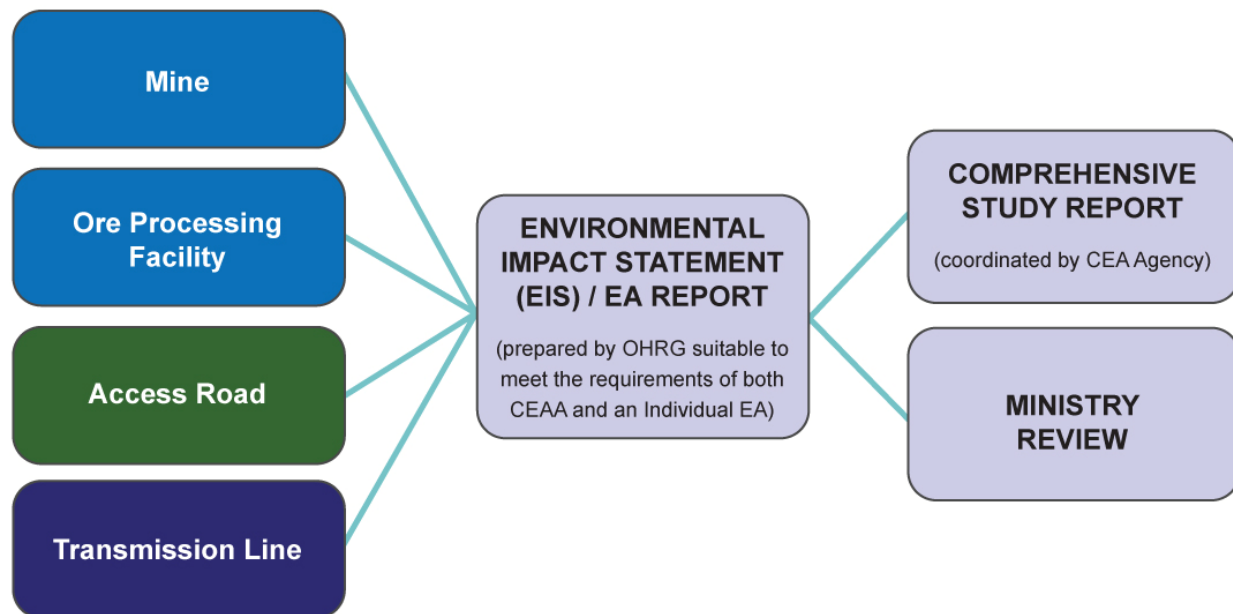 Mine
Ore Processing
Facility
Access Road
Transmission Line
ENVIRONMENTAL
IMPACT STATEMENT
(EIS) / EA REPORT
(prepared by OHRG suitable to
meet the requirements of both
CEAA and an Individual EA)
COMPREHENSIVE
STUDY REPORT
(coordinated by CEA Agency)
MINISTRY
REVIEW